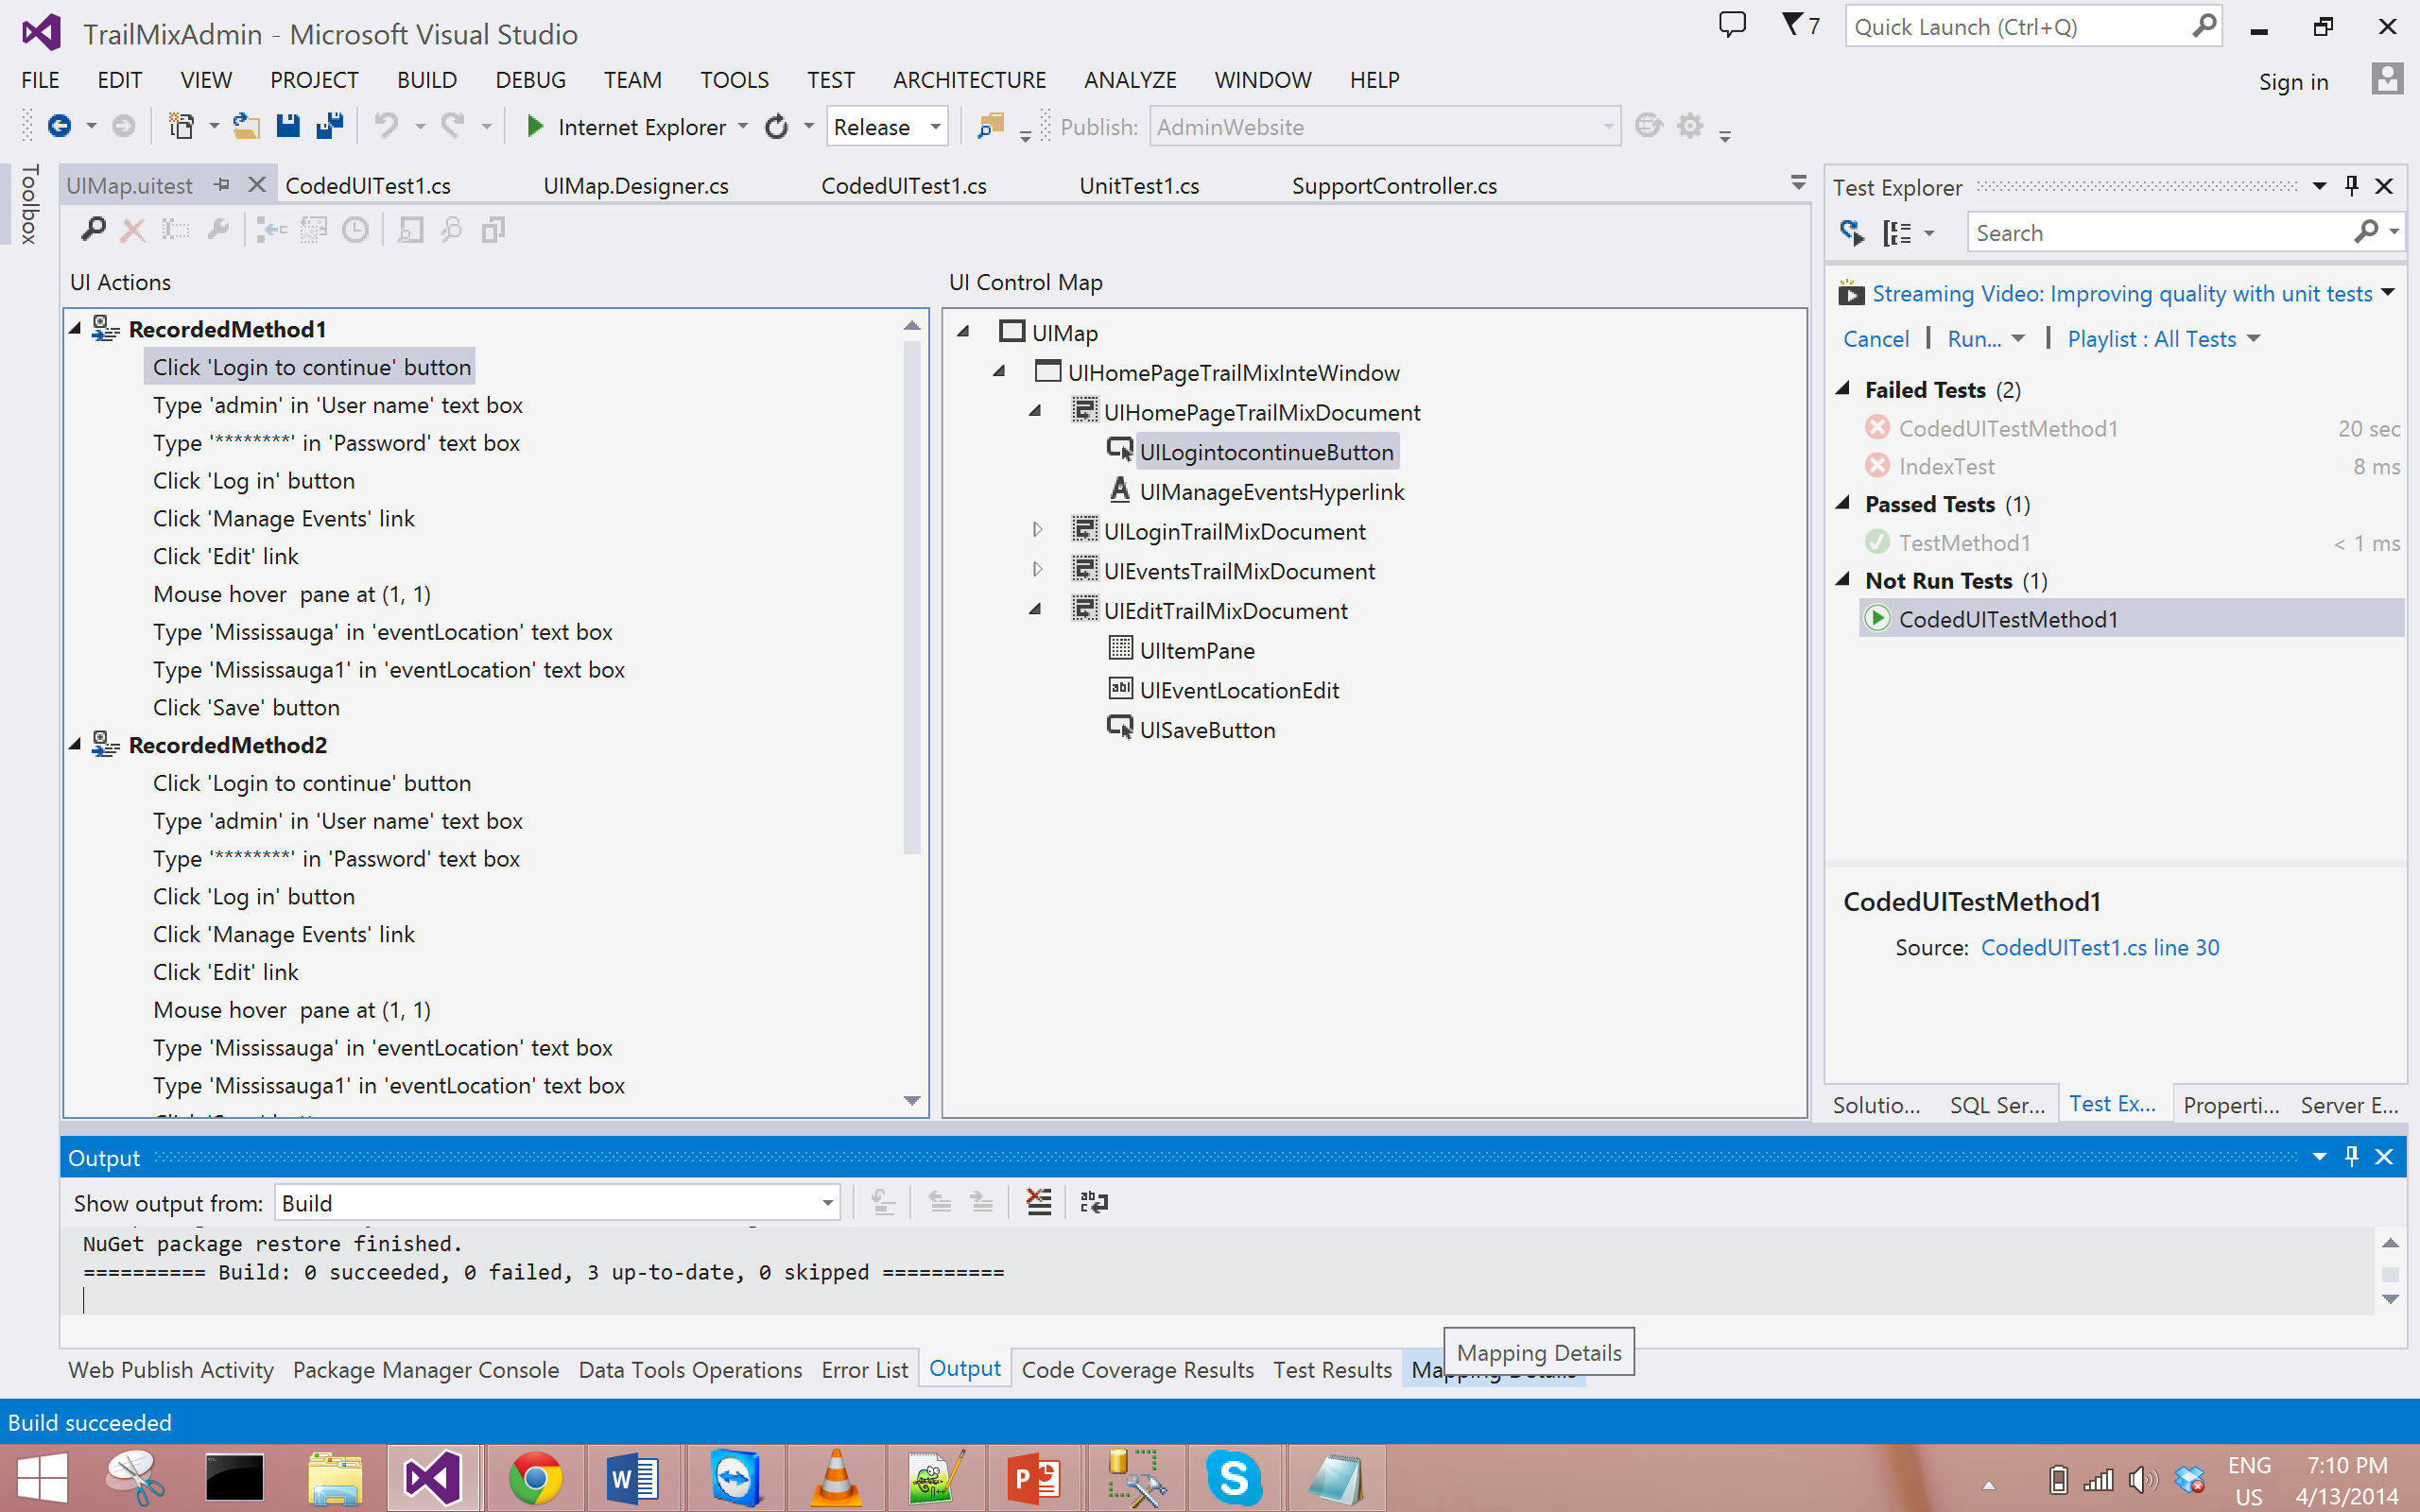 TrailMixAdmin - Microsoft Visual Studio
7
Quick Launch (Ctrl+Q)
FILE EDIT VIEW PROJECT BUILD DEBUG TEAM TOOLS TEST ARCHITECTURE ANALYZE WINDOW HELP
Sign in
Internet Explorer
Release
Publish:
AdminWebsite
Toolbox
UIMap.uitest
CodedUITest1.cs
UIMap.Designer.cs
CodedUITest1.cs
UnitTest1.cs
SupportController.cs
UI Actions
RecordedMethod1
Click 'Login to continue' button
Type 'admin' in 'User name' text box
Type '********' in 'Password' text box
Click 'Log in' button
Click 'Manage Events' link
Click 'Edit' link
Mouse hover  pane at (1, 1)
Type 'Mississauga' in 'eventLocation' text box
Type 'Mississauga1' in 'eventLocation' text box
Click 'Save' button
RecordedMethod2
Click 'Login to continue' button
Type 'admin' in 'User name' text box
Type '********' in 'Password' text box
Click 'Log in' button
Click 'Manage Events' link
Click 'Edit' link
Mouse hover  pane at (1, 1)
Type 'Mississauga' in 'eventLocation' text box
Type 'Mississauga1' in 'eventLocation' text box
UI Control Map
UIMap
UIHomePageTrailMixInteWindow
UIHomePageTrailMixDocument
UILogintocontinueButton
UIManageEventsHyperlink
UILoginTrailMixDocument
UIEventsTrailMixDocument
UIEditTrailMixDocument
UIItemPane
UIEventLocationEdit
UISaveButton
Test Explorer
Search
Streaming Video: Improving quality with unit tests
Cancel | Run... | Playlist : All Tests
Failed Tests (2)
CodedUITestMethod1 20 sec
IndexTest 8 ms
Passed Tests (1)
TestMethod1 < 1 ms
Not Run Tests (1)
CodedUITestMethod1
CodedUITestMethod1
Source: CodedUITest1.cs line 30
Solutio... SQL Ser... Test Ex... Properti... Server E...
Output
Show output from: Build
NuGet package restore finished.
========== Build: 0 succeeded, 0 failed, 3 up-to-date, 0 skipped ==========
Mapping Details
Web Publish Activity Package Manager Console Data Tools Operations Error List Output Code Coverage Results Test Results Mapping Details
Build succeeded
ENG
US
7:10 PM
4/13/2014